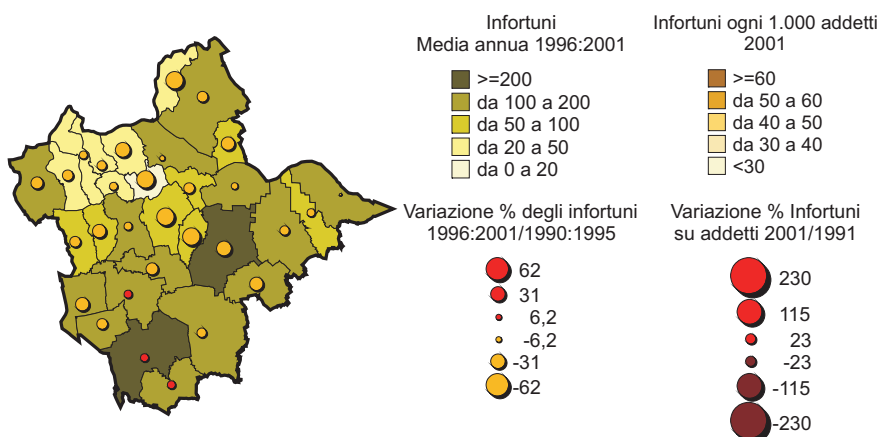 Infortuni
Media annua 1996:2001
>=200
da 100 a 200
da 50 a 100
da 20 a 50
da 0 a 20
Infortuni ogni 1.000 addetti
2001
>=60
da 50 a 60
da 40 a 50
da 30 a 40
<30
Variazione % degli infortuni
1996:2001/1990:1995
62
31
6,2
-6,2
-31
-62
Variazione % Infortuni
su addetti 2001/1991
230
115
23
-23
-115
-230